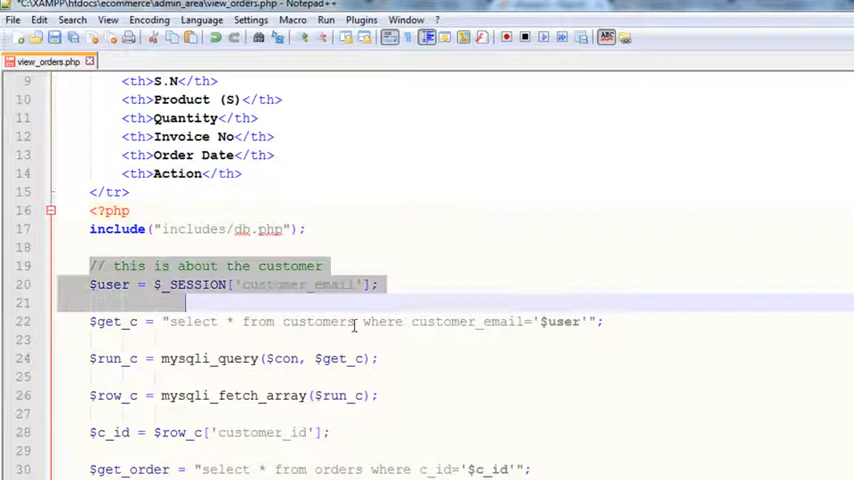 *C:\XAMPP\htdocs\ecommerce\admin_area\view_orders.php - Notepad++
File Edit Search View Encoding Language Settings Macro Run Plugins Window ?
view_orders.php
9 <th>S.N</th>
10 <th>Product (S)</th>
11 <th>Quantity</th>
12 <th>Invoice No</th>
13 <th>Order Date</th>
14 <th>Action</th>
15 </tr>
16 <?php
17 include("includes/db.php");
18
19 // this is about the customer
20 $user = $_SESSION['customer_email'];
21
22 $get_c = "select * from customers where customer_email='$user'";
23
24 $run_c = mysqli_query($con, $get_c);
25
26 $row_c = mysqli_fetch_array($run_c);
27
28 $c_id = $row_c['customer_id'];
29
30 $get_order = "select * from orders where c_id='$c_id'";